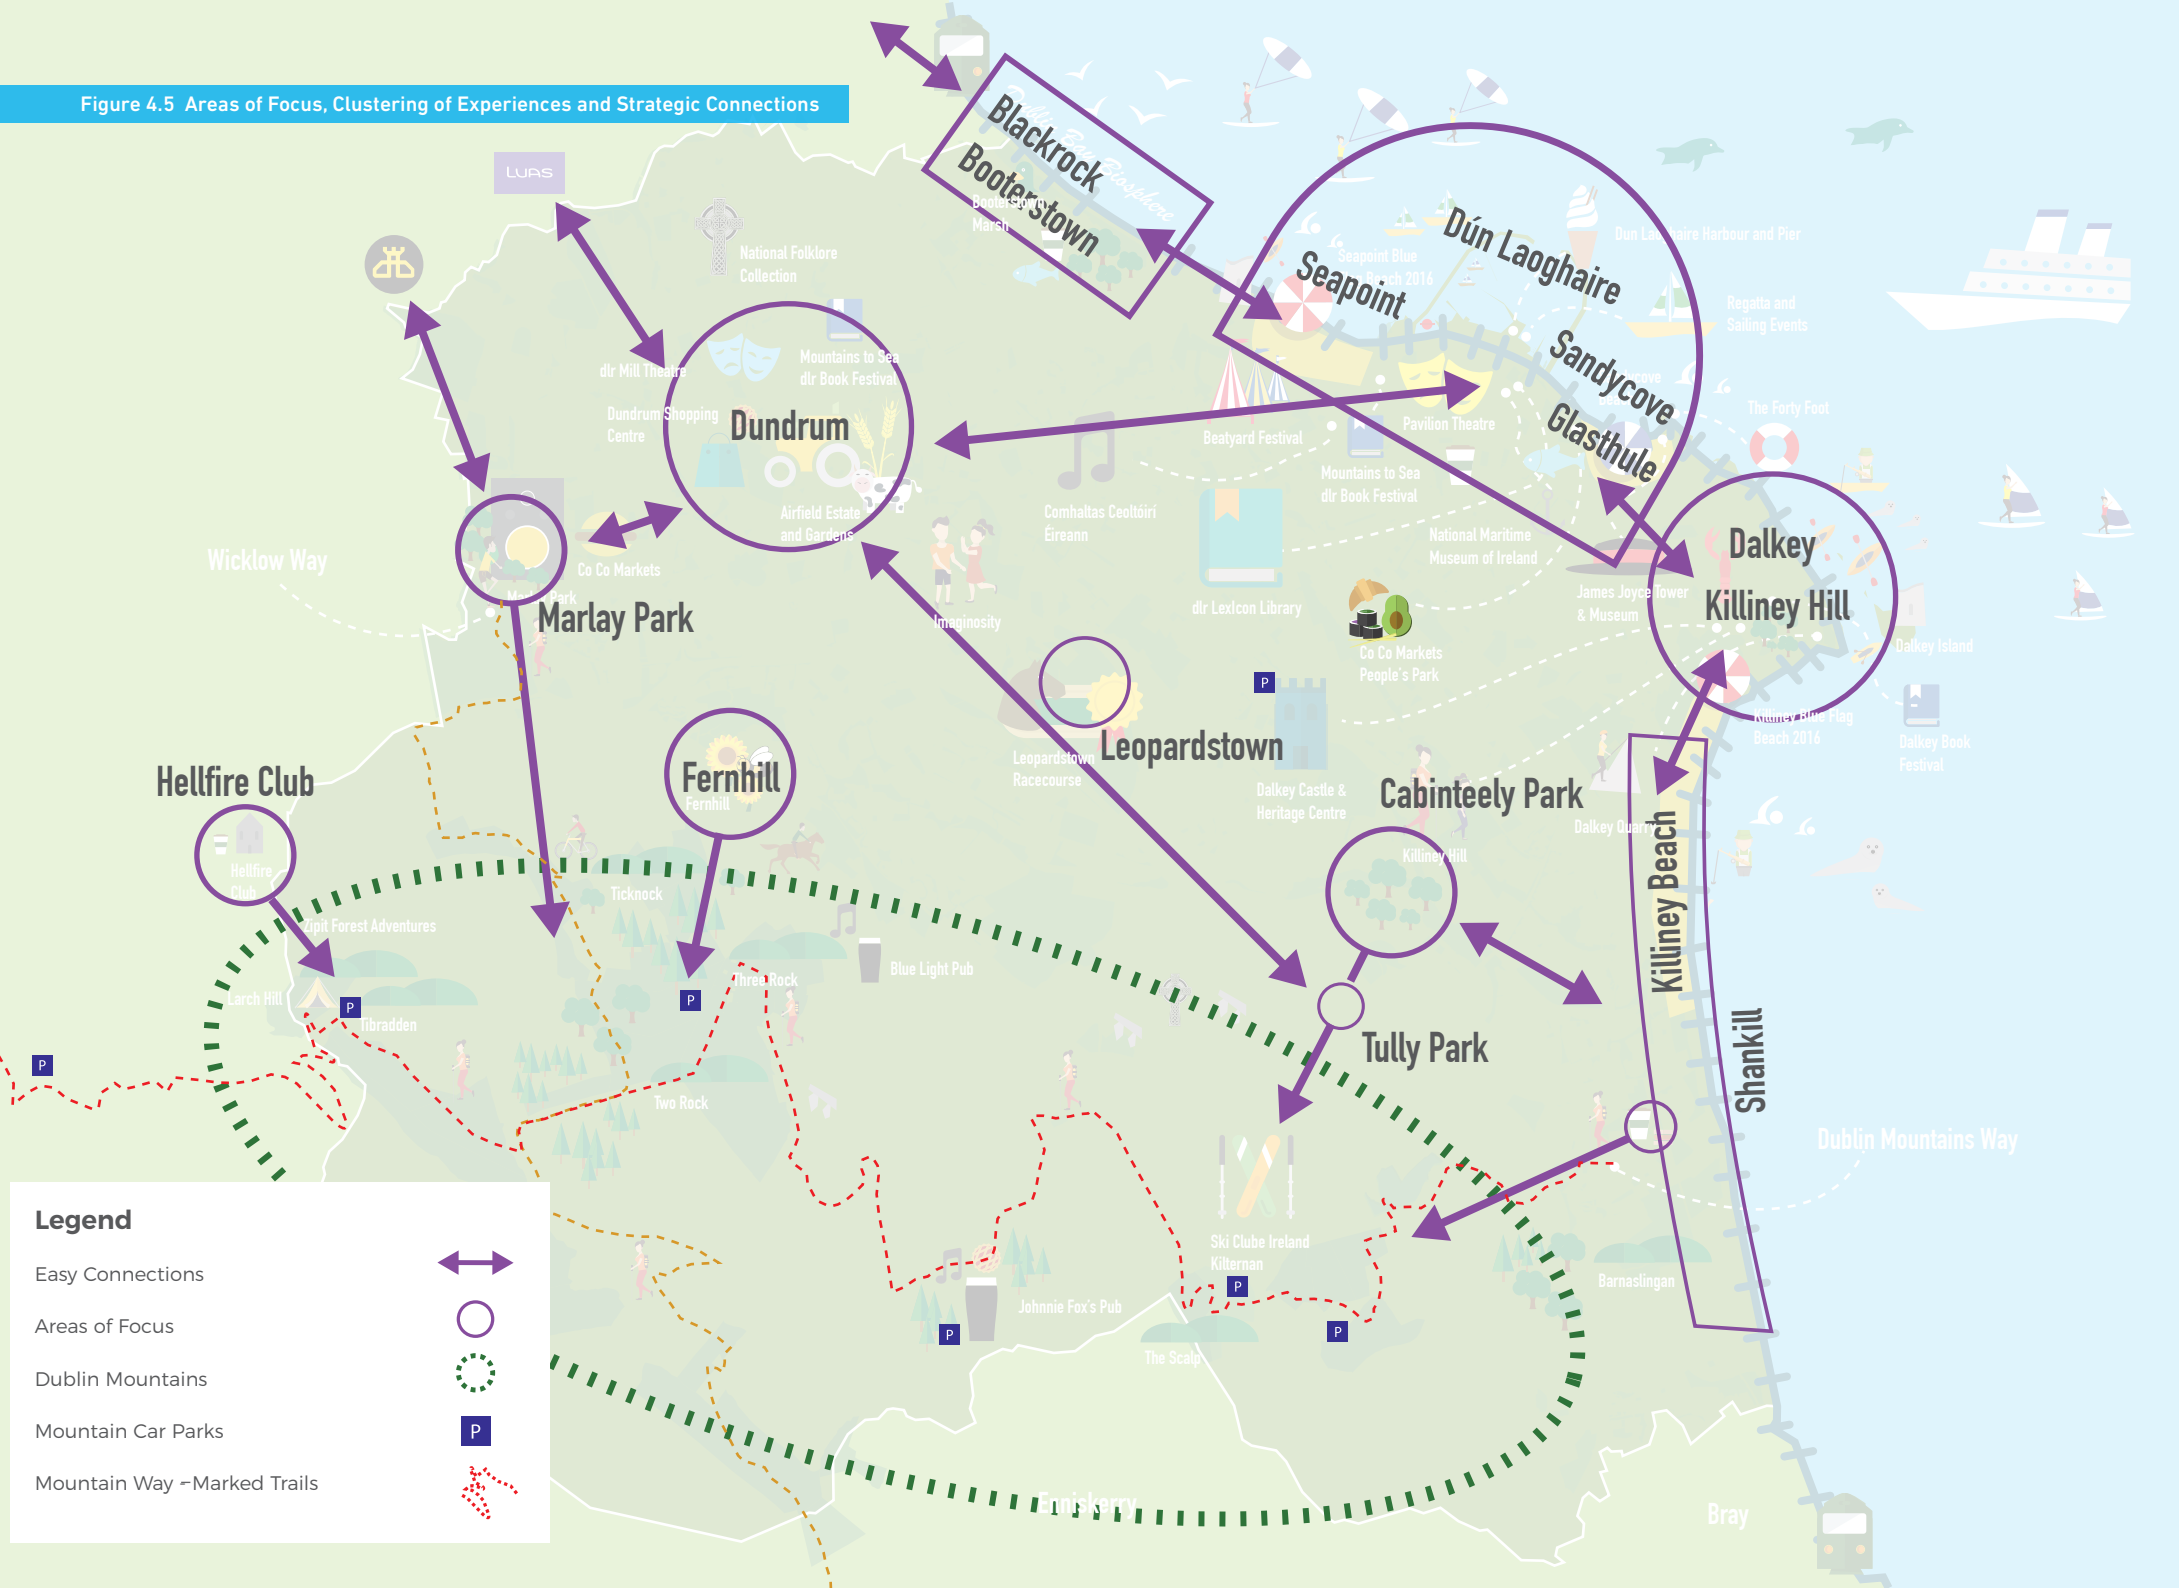 Figure 4.5 Areas of Focus, Clustering of Experiences and Strategic Connections
Dublin Bay Biosphere
Blackrock
Booterstown
Booterstown
Marsh
LUAS
National Folklore
Collection
Dún Laoghaire
Dun Laoghaire Harbour and Pier
Seapoint
Seapoint Blue
Beach 2016
Regatta and
Sailing Events
Mountains to Sea
dlr Book Festival
dlr Mill Theatre
Dundrum Shopping
Centre
Dundrum
Sandycove
Glasthule
The Forty Foot
Beatyard Festival
Pavilion Theatre
Mountains to Sea
dlr Book Festival
Airfield Estate
and Gardens
Comhaltas Ceoltóirí
Éireann
National Maritime
Museum of Ireland
Dalkey
Killiney Hill
Wicklow Way
Co Co Markets
Marlay Park
Marlay Park
Imaginosity
dlr LexIcon Library
James Joyce Tower
& Museum
Dalkey Island
Co Co Markets
People's Park
P
Killiney Blue Flag
Beach 2016
Dalkey Book
Festival
Leopardstown
Leopardstown
Racecourse
Hellfire Club
Fernhill
Fernhill
Dalkey Castle &
Heritage Centre
Cabinteely Park
Dalkey Quarry
Killiney Hill
Killiney Beach
Hellfire
Club
Ticknock
Zipit Forest Adventures
Three Rock
Blue Light Pub
Larch Hill
P
P
Tibradden
Tully Park
Shankill
P
Two Rock
Dublin Mountains Way
Ski Clube Ireland
Kilternan
Barnaslingan
P
Johnnie Fox's Pub
P
P
The Scalp
Enniskerry
Bray
Legend
Easy Connections
Areas of Focus
Dublin Mountains
Mountain Car Parks
P
Mountain Way –Marked Trails